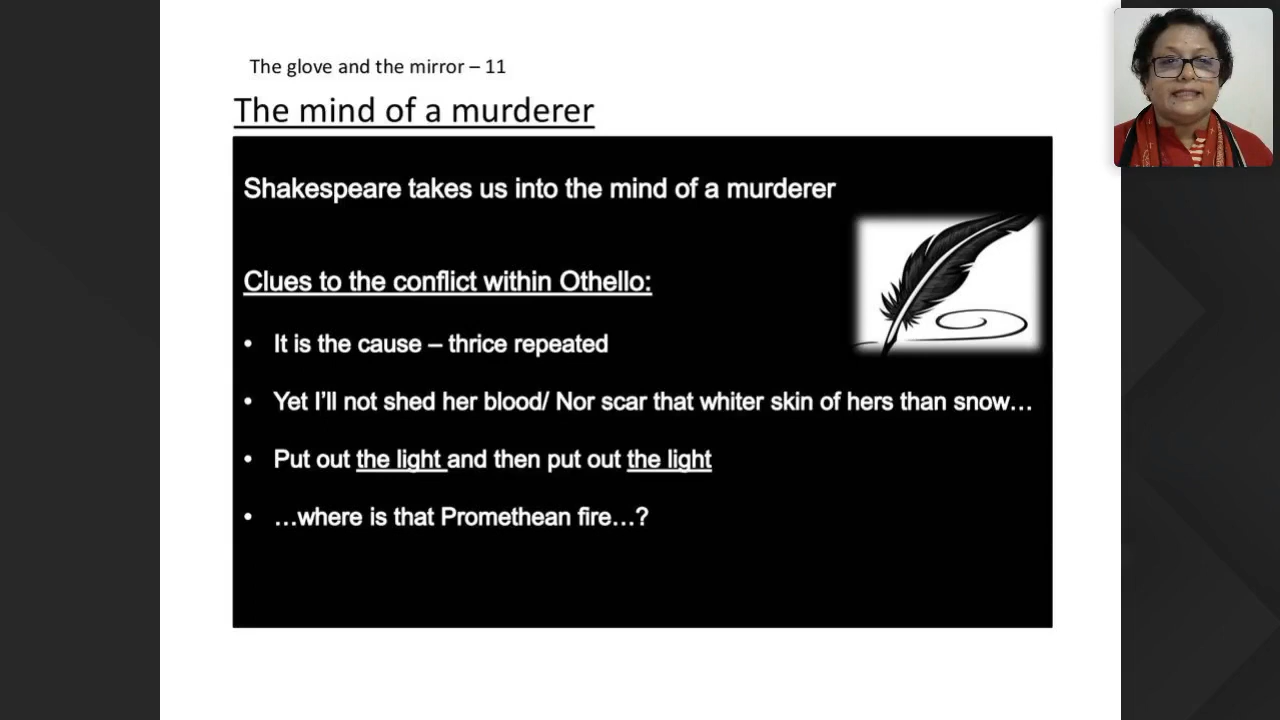 The glove and the mirror – 11
The mind of a murderer
Shakespeare takes us into the mind of a murderer
Clues to the conflict within Othello:
• It is the cause – thrice repeated
• Yet I’ll not shed her blood/ Nor scar that whiter skin of hers than snow…
• Put out the light and then put out the light
• …where is that Promethean fire…?